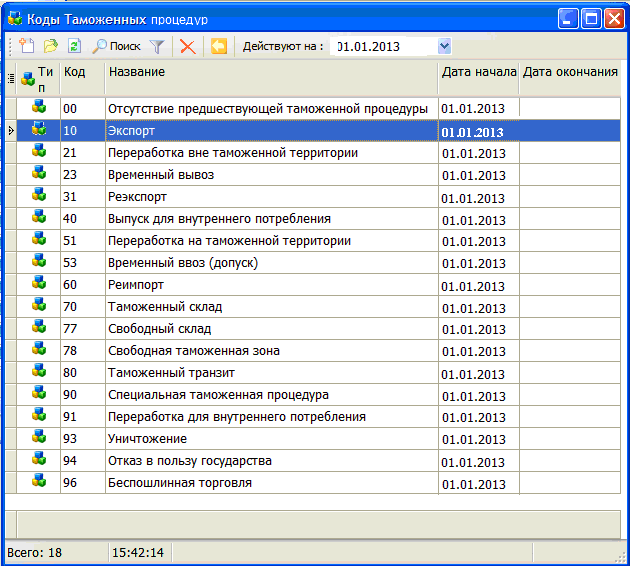 Коды Таможенных процедур
Поиск Действуют на : 01.01.2013
Тип Код Название Дата начала Дата окончания
00 Отсутствие предшествующей таможенной процедуры 01.01.2013
10 Экспорт 01.01.2013
21 Переработка вне таможенной территории 01.01.2013
23 Временный вывоз 01.01.2013
31 Реэкспорт 01.01.2013
40 Выпуск для внутреннего потребления 01.01.2013
51 Переработка на таможенной территории 01.01.2013
53 Временный ввоз (допуск) 01.01.2013
60 Реимпорт 01.01.2013
70 Таможенный склад 01.01.2013
77 Свободный склад 01.01.2013
78 Свободная таможенная зона 01.01.2013
80 Таможенный транзит 01.01.2013
90 Специальная таможенная процедура 01.01.2013
91 Переработка для внутреннего потребления 01.01.2013
93 Уничтожение 01.01.2013
94 Отказ в пользу государства 01.01.2013
96 Беспошлинная торговля 01.01.2013
Всего: 18 15:42:14